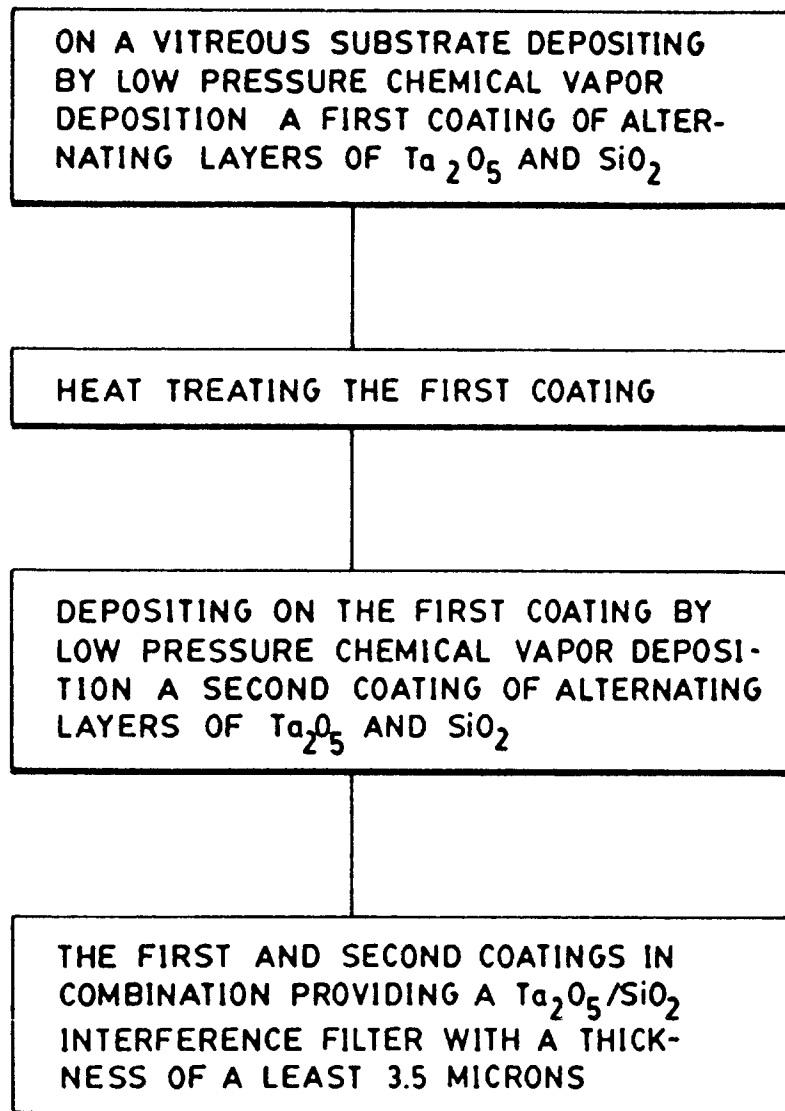 ON A VITREOUS SUBSTRATE DEPOSITING
BY LOW PRESSURE CHEMICAL VAPOR
DEPOSITION A FIRST COATING OF ALTER-
NATING LAYERS OF Ta₂O₅ AND SiO₂
HEAT TREATING THE FIRST COATING
DEPOSITING ON THE FIRST COATING BY
LOW PRESSURE CHEMICAL VAPOR DEPOSI-
TION A SECOND COATING OF ALTERNATING
LAYERS OF Ta₂O₅ AND SiO₂
THE FIRST AND SECOND COATINGS IN
COMBINATION PROVIDING A Ta₂O₅/SiO₂
INTERFERENCE FILTER WITH A THICK-
NESS OF A LEAST 3.5 MICRONS